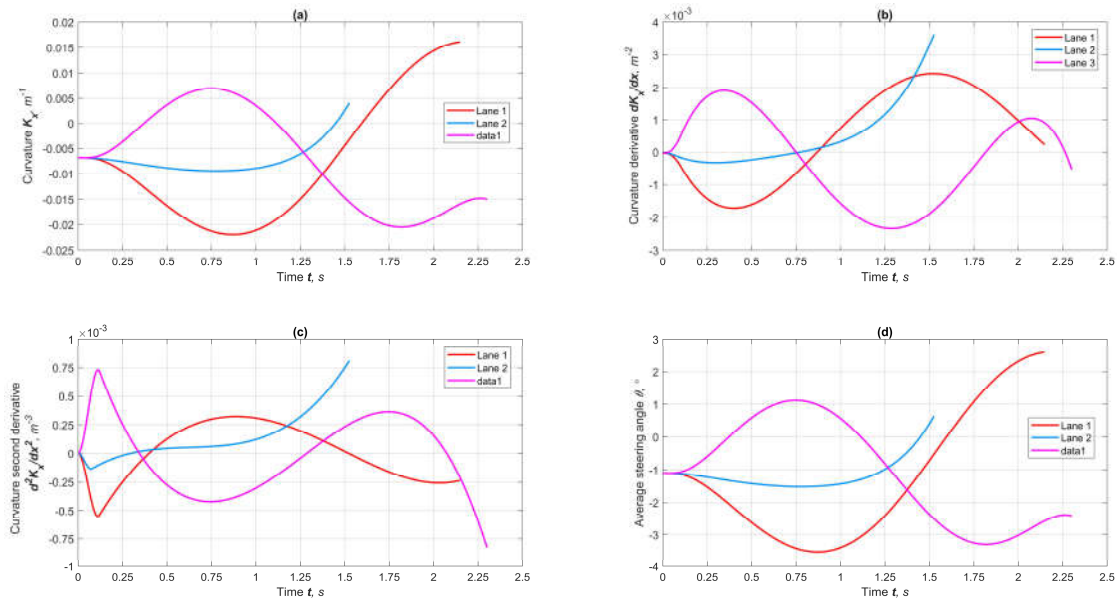 (a)
0.02
0.015
0.01
0.005
0
-0.005
-0.01
-0.015
-0.02
-0.025
Curvature Kx, m-1
Lane 1
Lane 2
data1
0 0.25 0.5 0.75 1 1.25 1.5 1.75 2 2.25 2.5
Time t, s
(b)
×10-3
4
3
2
1
0
-1
-2
-3
Curvature derivative dKx/dx, m-2
Lane 1
Lane 2
Lane 3
0 0.25 0.5 0.75 1 1.25 1.5 1.75 2 2.25 2.5
Time t, s
(c)
×10-3
1
0.75
0.5
0.25
0
-0.25
-0.5
-0.75
-1
Curvature second derivative
d2Kx/dx2, m-3
Lane 1
Lane 2
data1
0 0.25 0.5 0.75 1 1.25 1.5 1.75 2 2.25 2.5
Time t, s
(d)
3
2
1
0
-1
-2
-3
-4
Average steering angle θ, °
Lane 1
Lane 2
data1
0 0.25 0.5 0.75 1 1.25 1.5 1.75 2 2.25 2.5
Time t, s